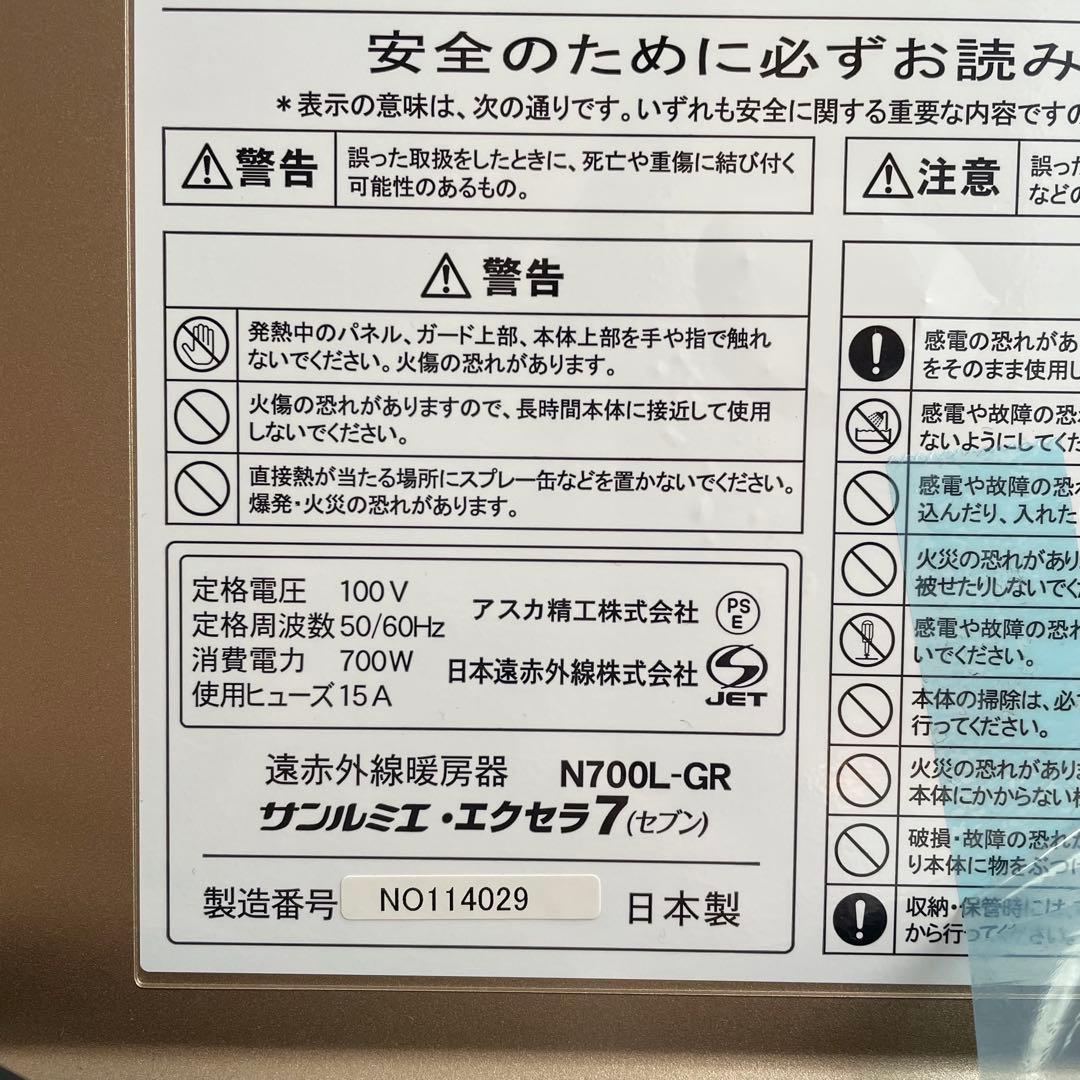 安全のために必ずお読み
*表示の意味は、次の通りです。いずれも安全に関する重要な内容ですの
警告
誤った取扱をしたときに、死亡や重傷に結び付く
可能性のあるもの。
注意
誤った
などの
警告
発熱中のパネル、ガード上部、本体上部を手や指で触れ
ないでください。火傷の恐れがあります。
火傷の恐れがありますので、長時間本体に接近して使用
しないでください。
直接熱が当たる場所にスプレー缶などを置かないでください。
爆発・火災の恐れがあります。
定格電圧 100V
定格周波数 50/60Hz
消費電力 700W
使用ヒューズ 15A
アスカ精工株式会社
PS
E
日本遠赤外線株式会社
JET
遠赤外線暖房器 N700L-GR
サンルミエ・エクセラ7(セブン)
製造番号 NO114029 日本製
感電の恐れがあ
をそのまま使用し
感電や故障の恐
ないようにしてくだ
感電や故障の恐
込んだり、入れた
火災の恐れがあり
被せたりしないでく
感電や故障の恐れ
いでください。
本体の掃除は、必
行ってください。
火災の恐れがあり
本体にかからない
破損・故障の恐れが
り本体に物をぶつけ
収納・保管時には、
から行ってください。